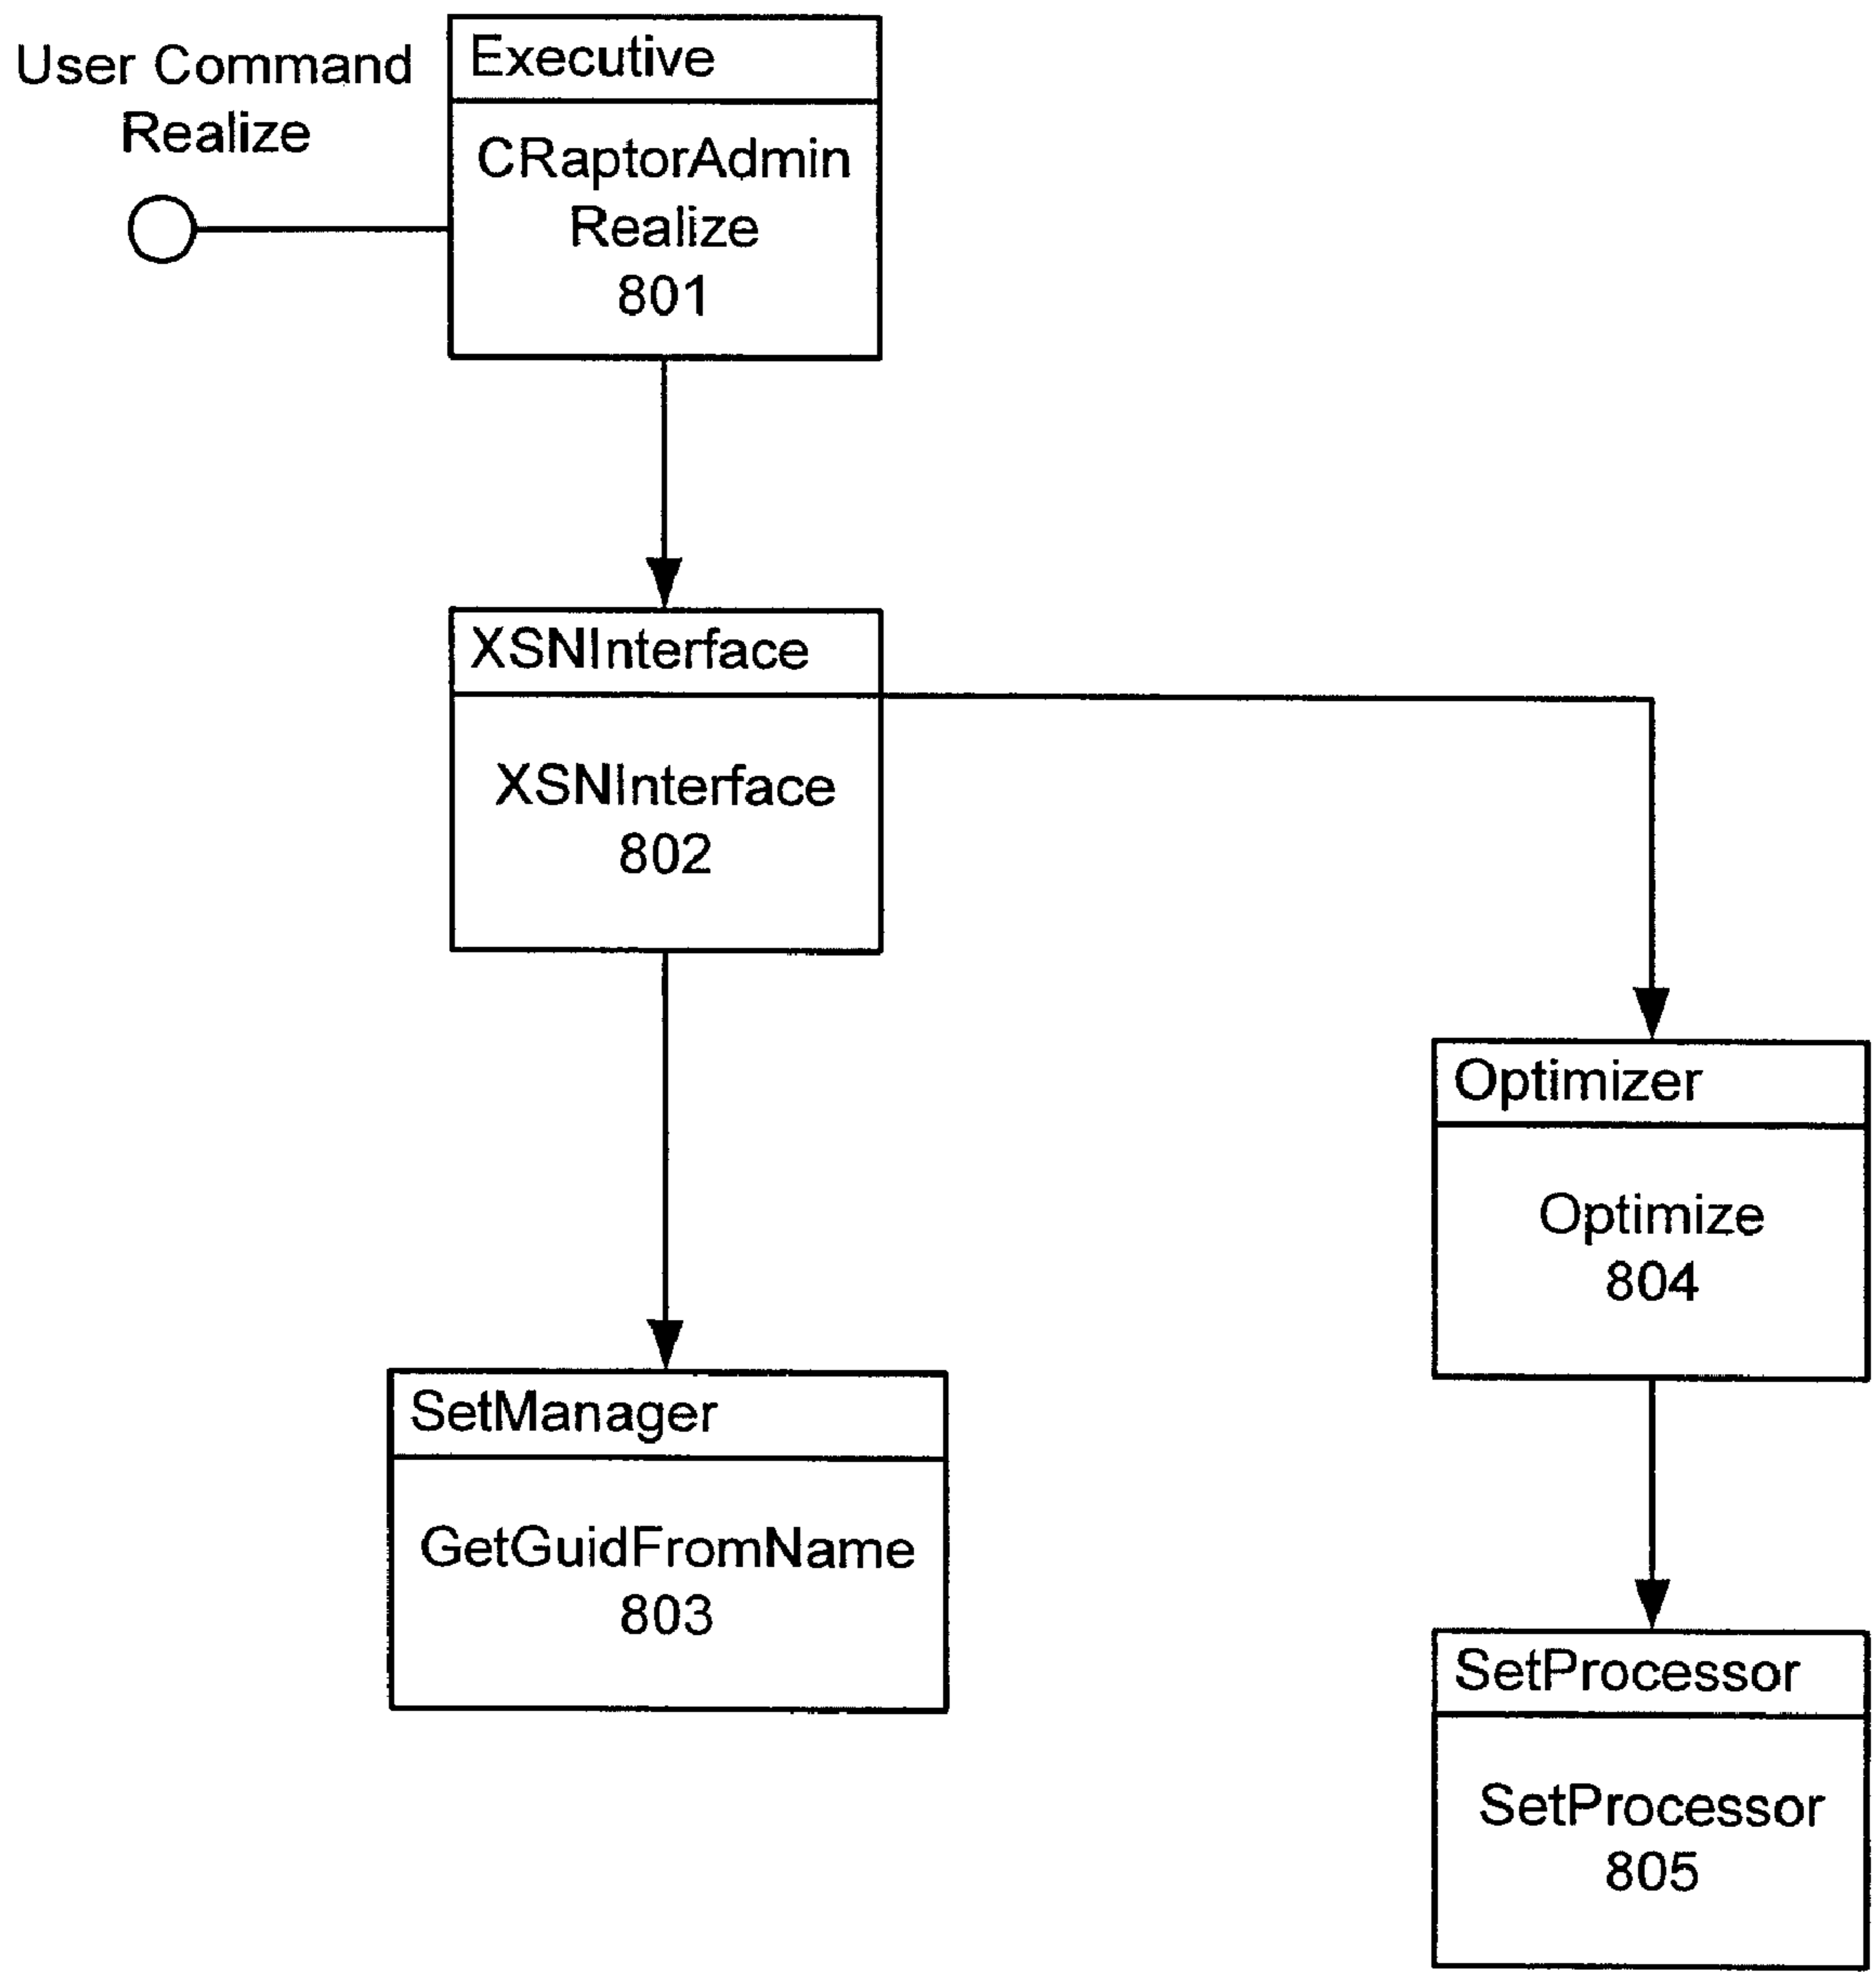 User Command
Realize
Executive
CRaptorAdmin
Realize
801
XSNInterface
XSNInterface
802
Optimizer
Optimize
804
SetManager
GetGuidFromName
803
SetProcessor
SetProcessor
805